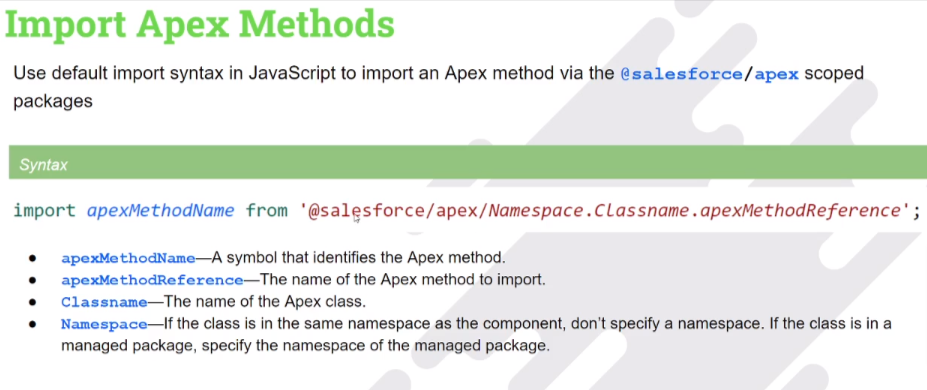 Import Apex Methods
Use default import syntax in JavaScript to import an Apex method via the @salesforce/apex scoped
packages
Syntax
import apexMethodName from '@salesforce/apex/Namespace.Classname.apexMethodReference';
● apexMethodName—A symbol that identifies the Apex method.
● apexMethodReference—The name of the Apex method to import.
● Classname—The name of the Apex class.
● Namespace—If the class is in the same namespace as the component, don't specify a namespace. If the class is in a
managed package, specify the namespace of the managed package.